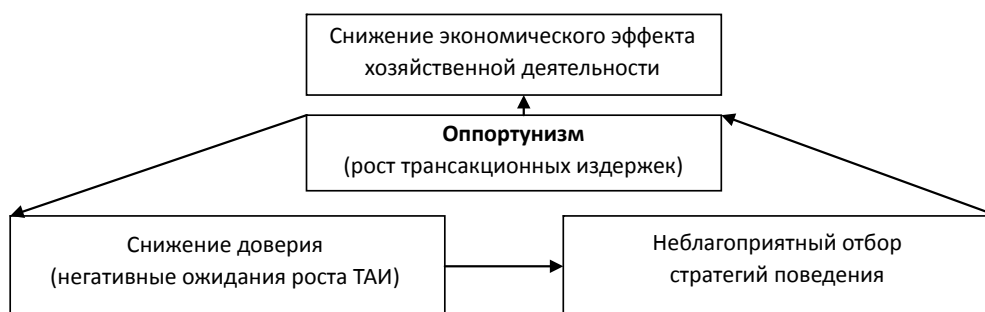 Снижение экономического эффекта
хозяйственной деятельности
Оппортунизм
(рост трансакционных издержек)
Снижение доверия
(негативные ожидания роста ТАИ)
Неблагоприятный отбор
стратегий поведения